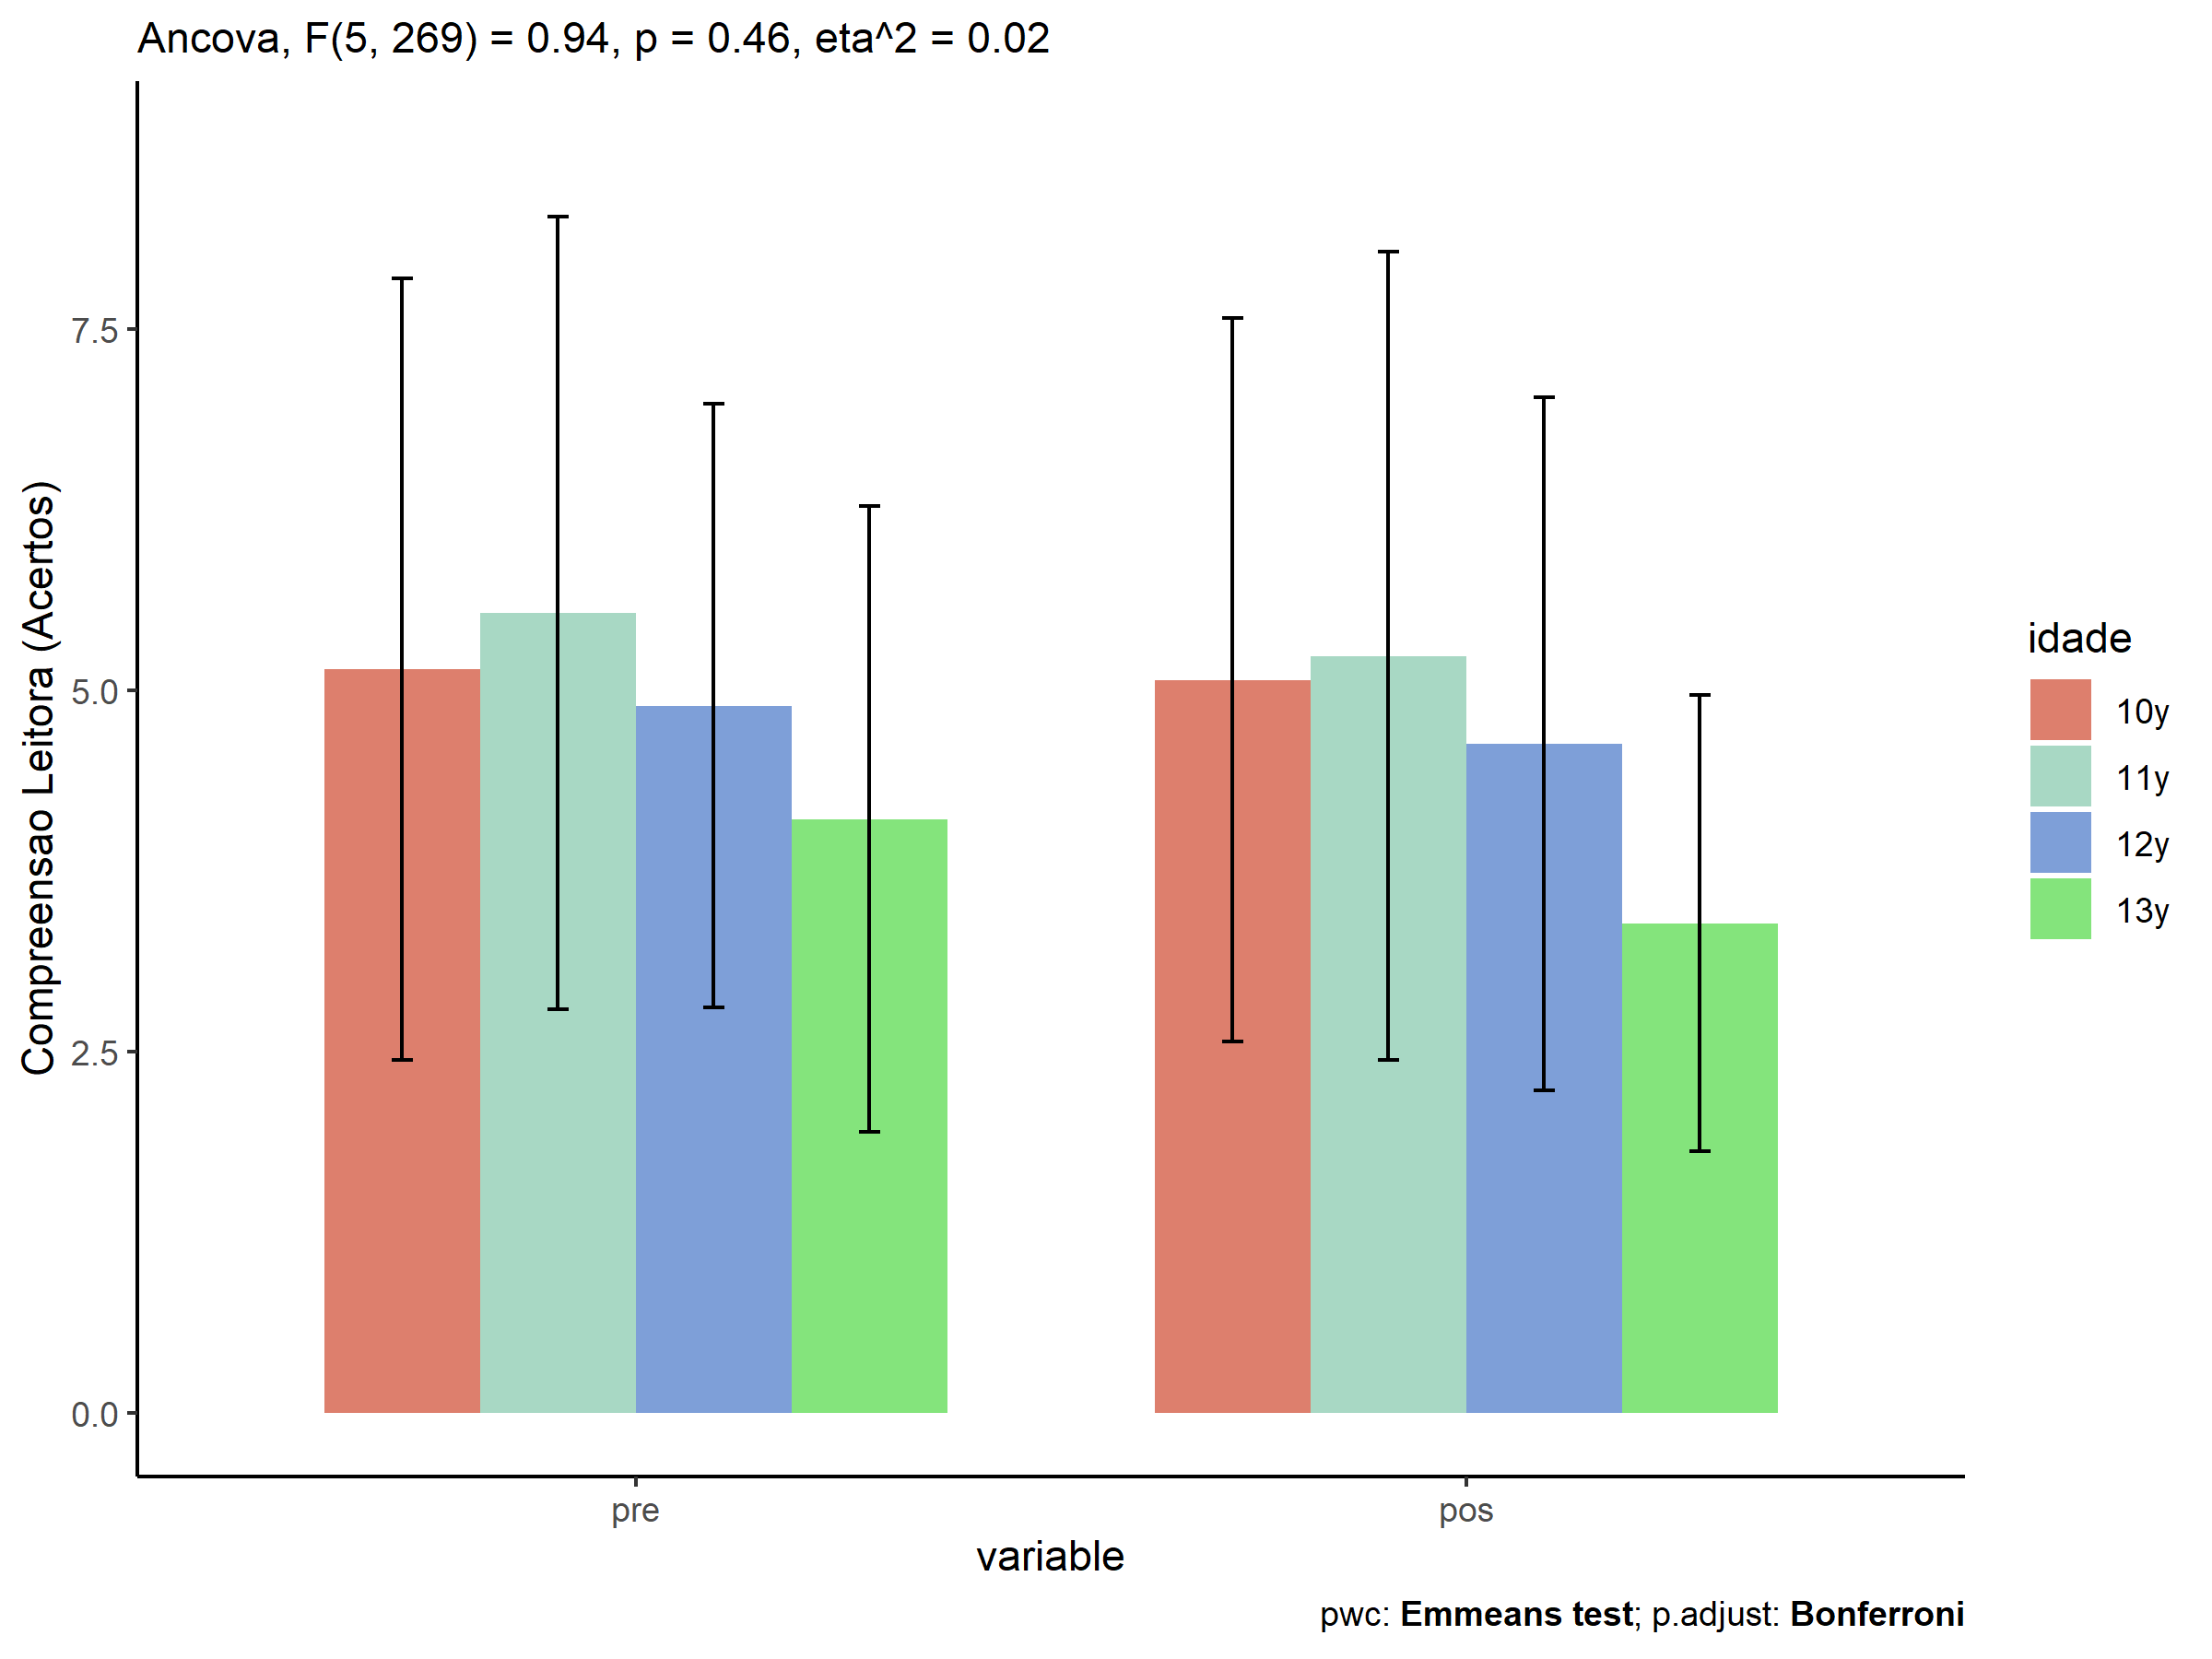 Ancova, F(5, 269) = 0.94, p = 0.46, eta^2 = 0.02
Compreensao Leitora (Acertos)
7.5
5.0
2.5
0.0
pre
pos
variable
idade
10y
11y
12y
13y
pwc: Emmeans test; p.adjust: Bonferroni